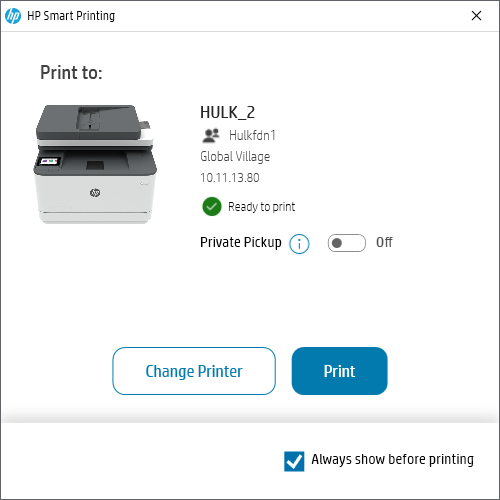 hp HP Smart Printing
Print to:
HULK_2
Hulkfdn1
Global Village
10.11.13.80
Ready to print
Private Pickup i Off
Change Printer Print
Always show before printing